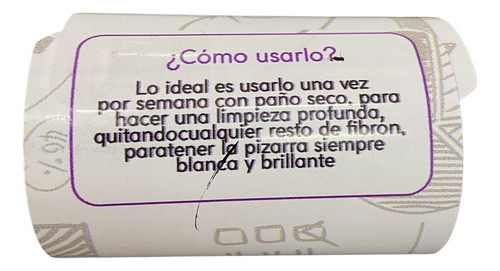 ¿Cómo usarlo?
Lo ideal es usarlo una vez
por semana con paño seco, para
hacer una limpieza profunda,
quitandocualquier resto de fibron,
paratener la pizarra siempre
blanca y brillante
46%